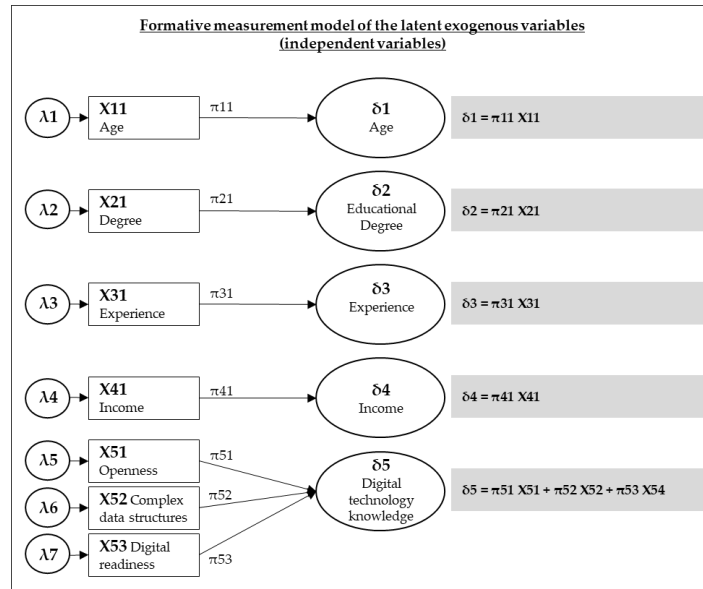 Formative measurement model of the latent exogenous variables
(independent variables)
λ1
X11
Age
π11
δ1
Age
δ1 = π11 X11
λ2
X21
Degree
π21
δ2
Educational
Degree
δ2 = π21 X21
λ3
X31
Experience
π31
δ3
Experience
δ3 = π31 X31
λ4
X41
Income
π41
δ4
Income
δ4 = π41 X41
λ5
X51
Openness
π51
λ6
X52 Complex
data structures
π52
λ7
X53 Digital
readiness
π53
δ5
Digital
technology
knowledge
δ5 = π51 X51 + π52 X52 + π53 X54